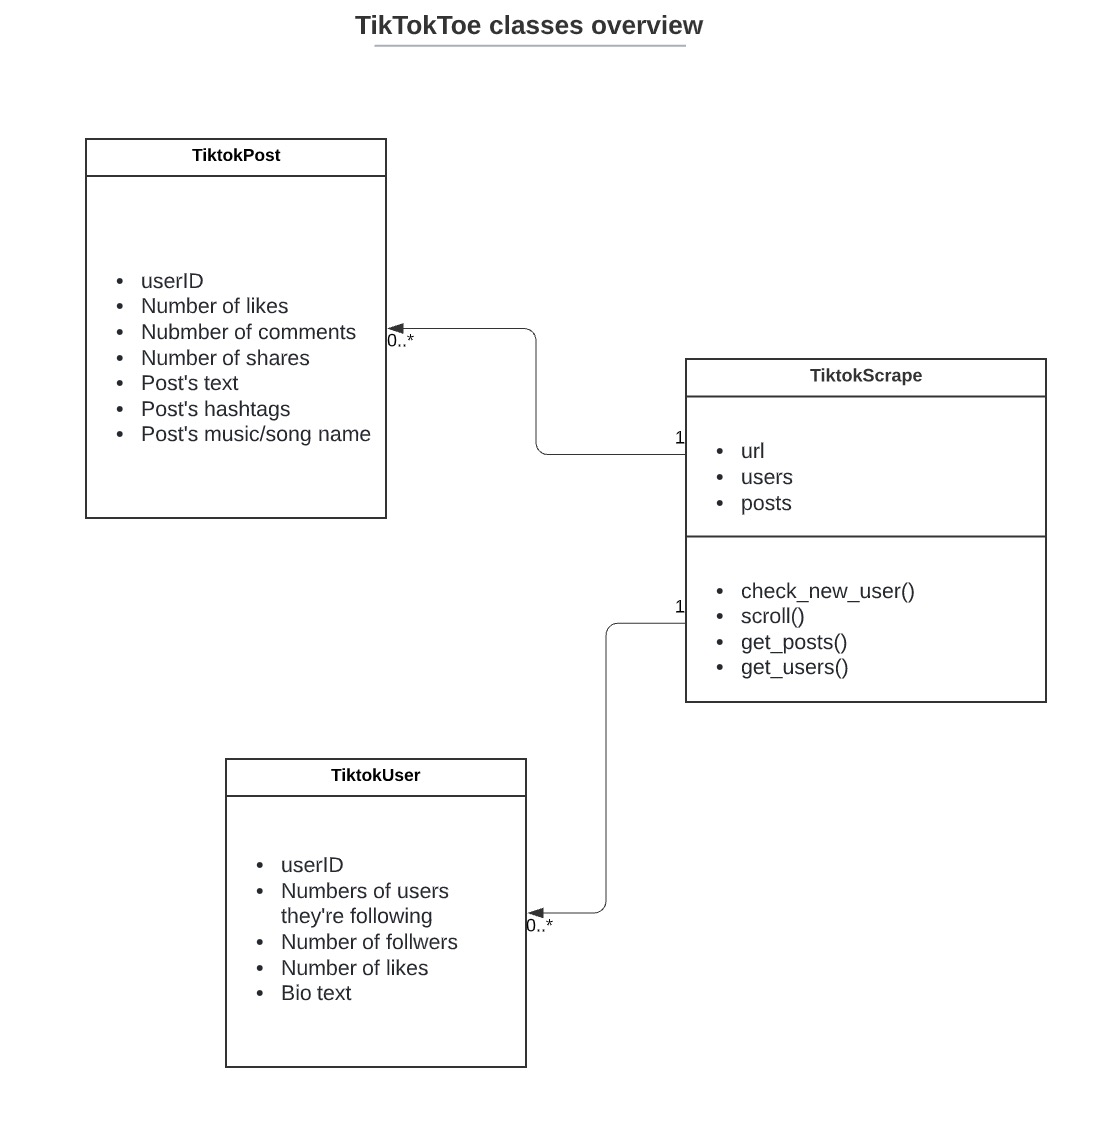 TikTokToe classes overview
TiktokPost
• userID
• Number of likes
• Nubmber of comments
• Number of shares
• Post's text
• Post's hashtags
• Post's music/song name
0..*
1
TiktokScrape
• url
• users
• posts
• check_new_user()
• scroll()
• get_posts()
• get_users()
1
0..*
TiktokUser
• userID
• Numbers of users
they're following
• Number of follwers
• Number of likes
• Bio text